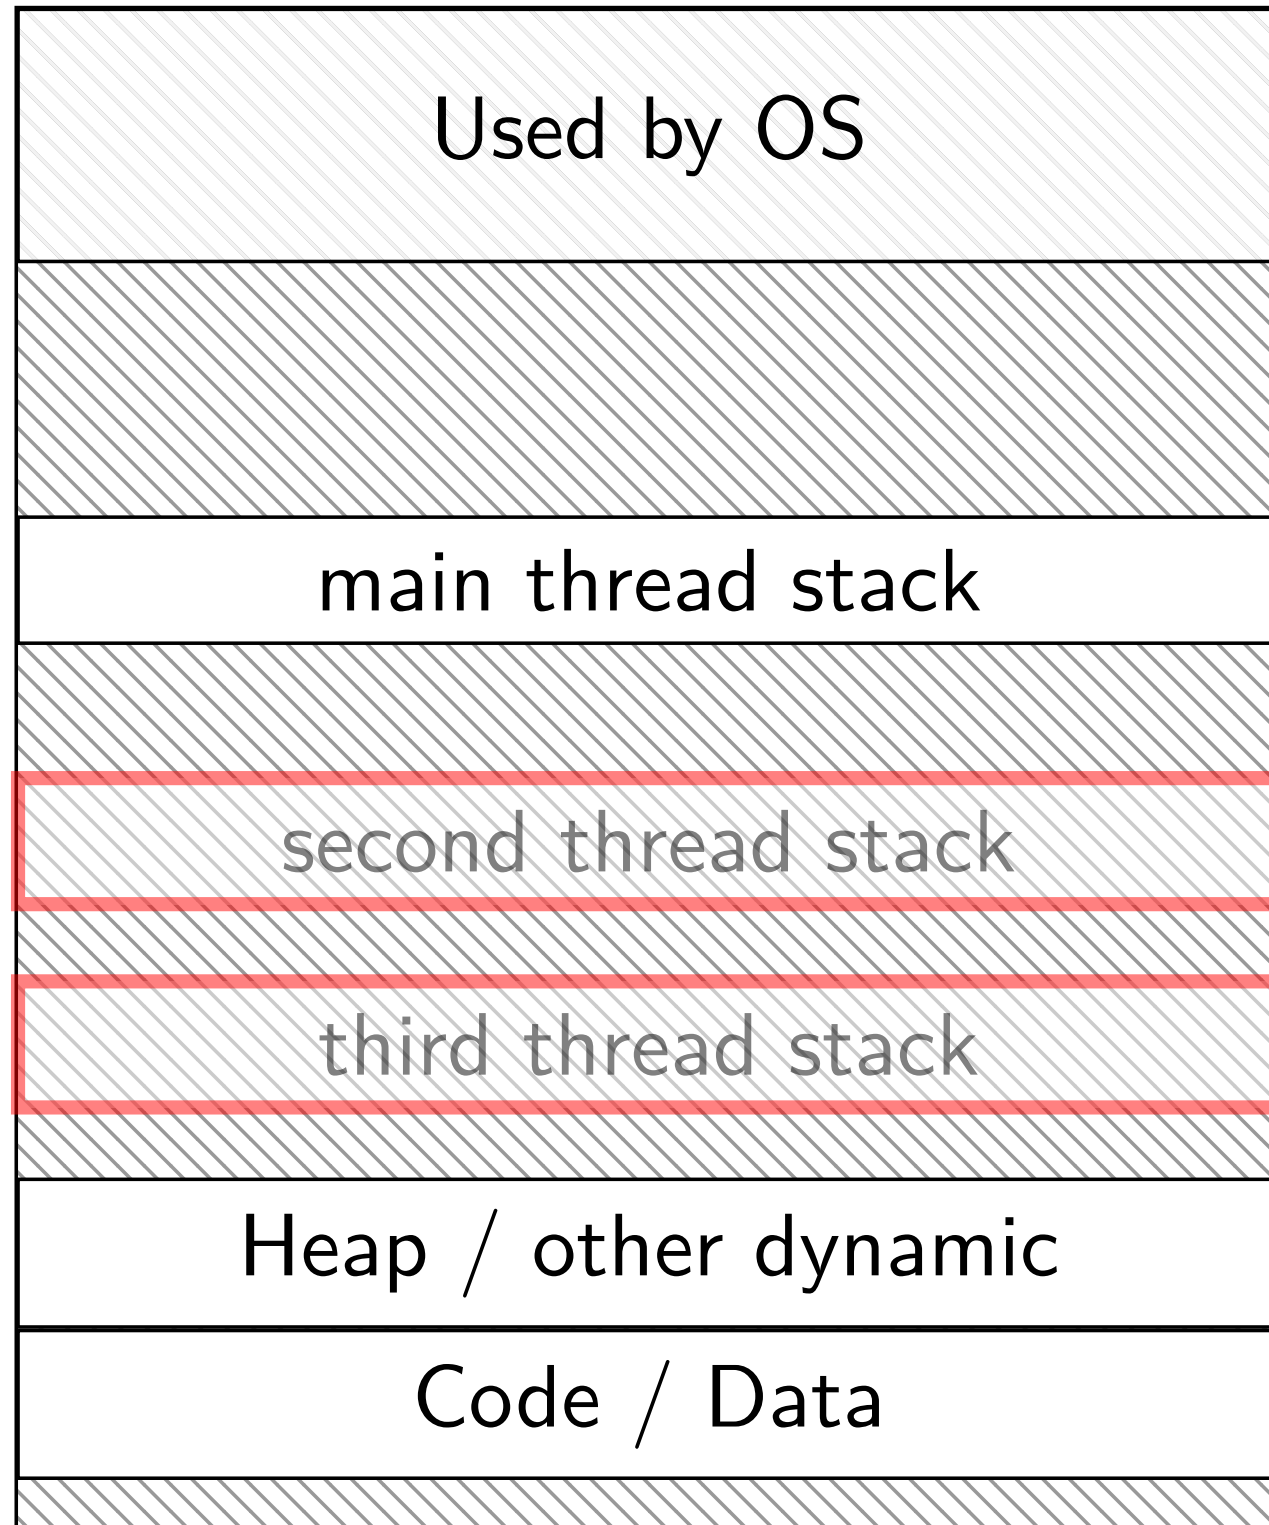 Used by OS
main thread stack
second thread stack
third thread stack
Heap / other dynamic
Code / Data